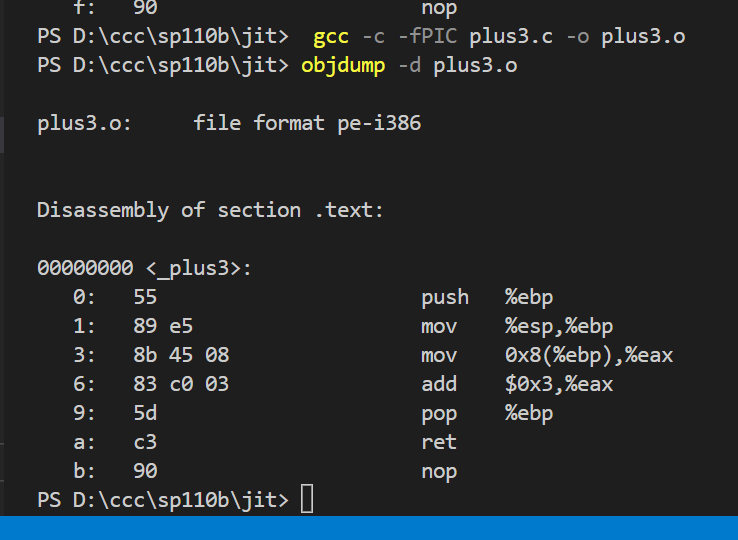 f:   90                      nop
PS D:\ccc\sp110b\jit>  gcc -c -fPIC plus3.c -o plus3.o
PS D:\ccc\sp110b\jit> objdump -d plus3.o
plus3.o:     file format pe-i386
Disassembly of section .text:
00000000 <_plus3>:
   0:   55                      push   %ebp
   1:   89 e5                   mov    %esp,%ebp
   3:   8b 45 08                mov    0x8(%ebp),%eax
   6:   83 c0 03                add    $0x3,%eax
   9:   5d                      pop    %ebp
   a:   c3                      ret
   b:   90                      nop
PS D:\ccc\sp110b\jit>